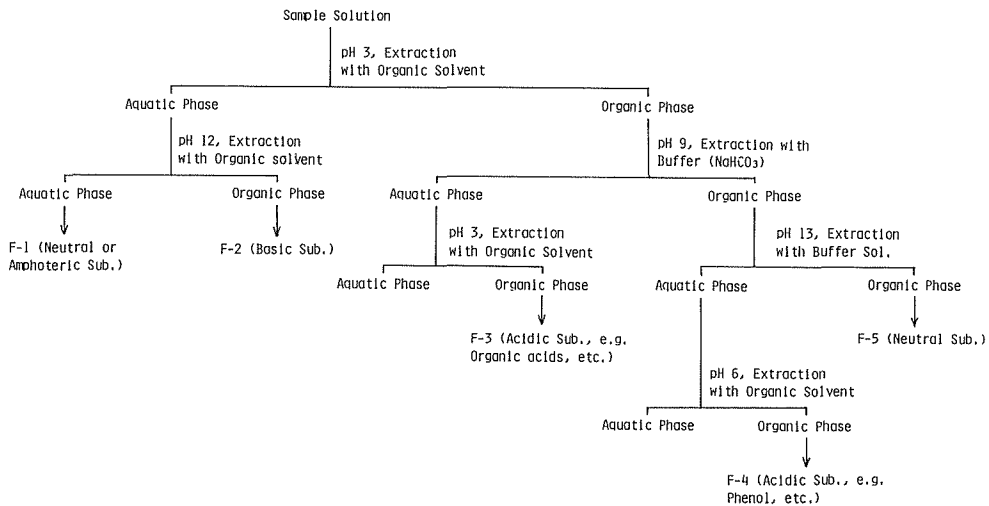 Sample Solution
pH 3, Extraction
with Organic Solvent
Aquatic Phase
Organic Phase
pH 12, Extraction
with Organic solvent
pH 9, Extraction with
Buffer (NaHCO₃)
Aquatic Phase
Organic Phase
Aquatic Phase
Organic Phase
F-1 (Neutral or
Amphoteric Sub.)
F-2 (Basic Sub.)
pH 3, Extraction
with Organic Solvent
pH 13, Extraction
with Buffer Sol.
Aquatic Phase
Organic Phase
Aquatic Phase
Organic Phase
F-3 (Acidic Sub., e.g.
Organic acids, etc.)
F-5 (Neutral Sub.)
pH 6, Extraction
with Organic Solvent
Aquatic Phase
Organic Phase
F-4 (Acidic Sub., e.g.
Phenol, etc.)